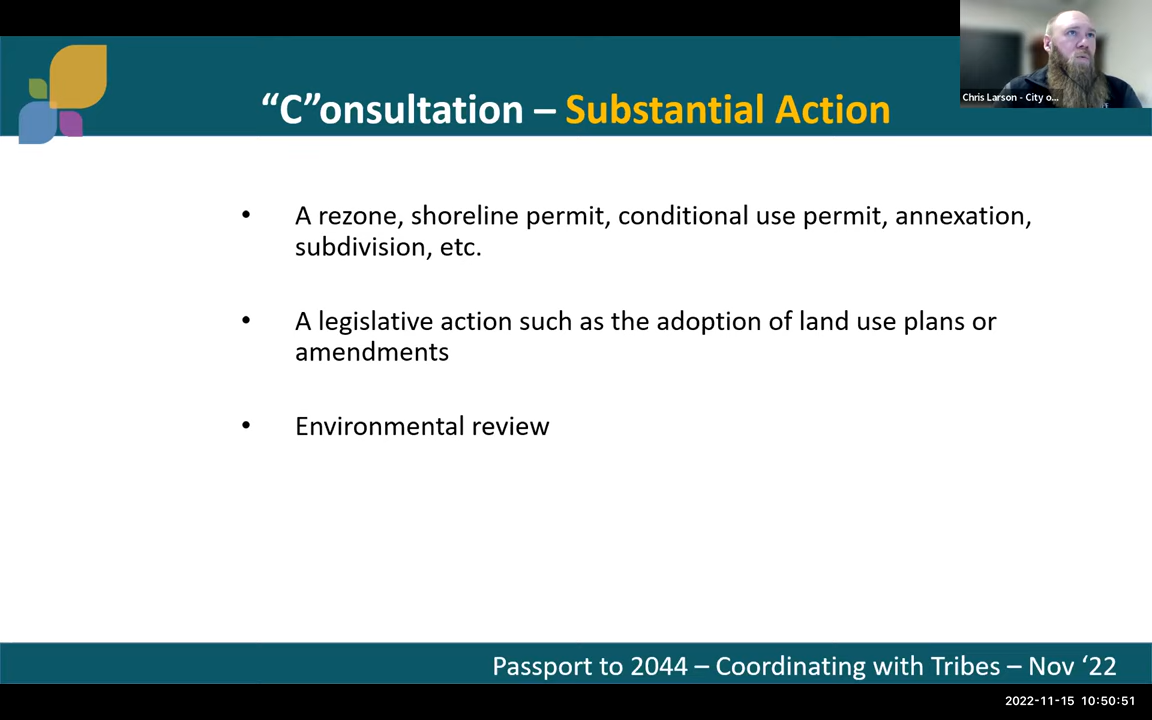 Chris Larson - City o...
“C”onsultation – Substantial Action
• A rezone, shoreline permit, conditional use permit, annexation,
subdivision, etc.
• A legislative action such as the adoption of land use plans or
amendments
• Environmental review
Passport to 2044 – Coordinating with Tribes – Nov ‘22
2022-11-15 10:50:51